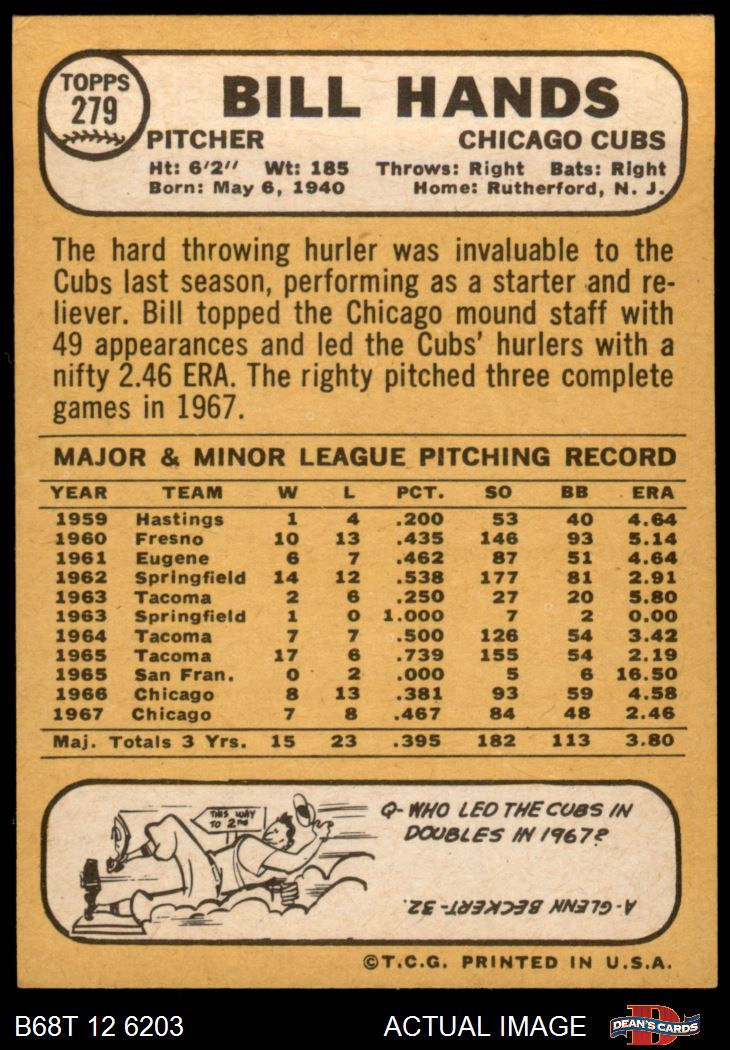 TOPPS
279
BILL HANDS
PITCHER CHICAGO CUBS
Ht: 6'2" Wt: 185 Throws: Right Bats: Right
Born: May 6, 1940 Home: Rutherford, N. J.
The hard throwing hurler was invaluable to the
Cubs last season, performing as a starter and re-
liever. Bill topped the Chicago mound staff with
49 appearances and led the Cubs' hurlers with a
nifty 2.46 ERA. The righty pitched three complete
games in 1967.
MAJOR & MINOR LEAGUE PITCHING RECORD
YEAR TEAM W L PCT. SO BB ERA
1959 Hastings 1 4 .200 53 40 4.64
1960 Fresno 10 13 .435 146 93 5.14
1961 Eugene 6 7 .462 87 51 4.64
1962 Springfield 14 12 .538 177 81 2.91
1963 Tacoma 2 6 .250 27 20 5.80
1963 Springfield 1 0 1.000 7 2 0.00
1964 Tacoma 7 7 .500 126 54 3.42
1965 Tacoma 17 6 .739 155 54 2.19
1965 San Fran. 0 2 .000 5 6 16.50
1966 Chicago 8 13 .381 93 59 4.58
1967 Chicago 7 8 .467 84 48 2.46
Maj. Totals 3 Yrs. 15 23 .395 182 113 3.80
THIS WAY
TO 2ND
Q- WHO LED THE CUBS IN
DOUBLES IN 1967?
A- GLENN BECKERT-32.
©T.C.G. PRINTED IN U.S.A.
B68T 12 6203 ACTUAL IMAGE
D
DEAN'S CARDS